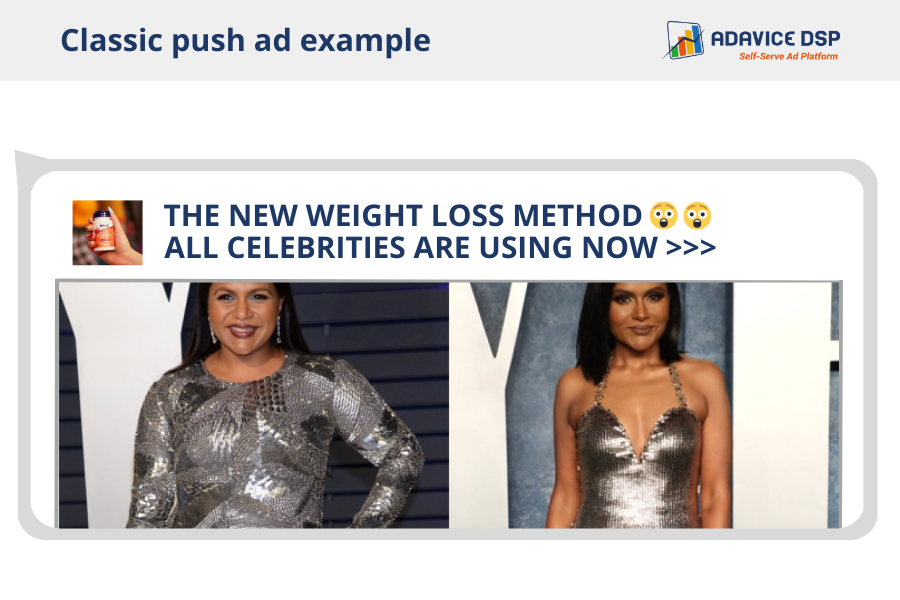 Classic push ad example
ADAVICE DSP
Self-Serve Ad Platform
THE NEW WEIGHT LOSS METHOD 😲😲
ALL CELEBRITIES ARE USING NOW >>>